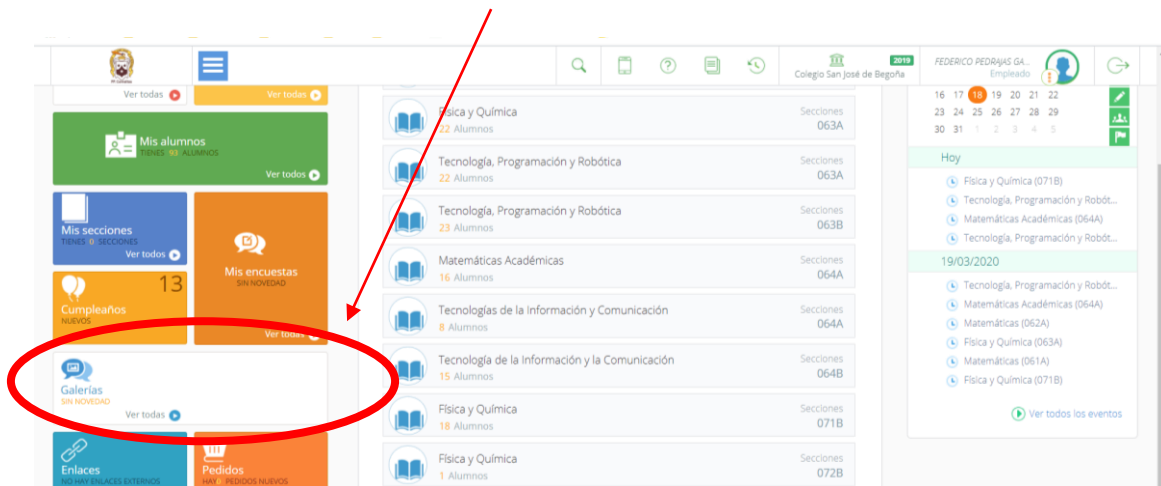 2019
Colegio San José de Begoña
FEDERICO PEDRAJAS GA...
Empleado
Ver todas
Ver todas
Mis alumnos
TIENES 93 ALUMNOS
Ver todos
Mis secciones
TIENES 0 SECCIONES
Ver todos
Mis encuestas
SIN NOVEDAD
Ver todas
13
Cumpleaños
NUEVOS
Galerías
SIN NOVEDAD
Ver todas
Enlaces
NO HAY ENLACES EXTERNOS
Pedidos
HAY 0 PEDIDOS NUEVOS
Física y Química
Secciones
22 Alumnos
063A
Tecnología, Programación y Robótica
Secciones
22 Alumnos
063A
Tecnología, Programación y Robótica
Secciones
23 Alumnos
063B
Matemáticas Académicas
Secciones
16 Alumnos
064A
Tecnologías de la Información y Comunicación
Secciones
8 Alumnos
064A
Tecnología de la Información y la Comunicación
Secciones
15 Alumnos
064B
Física y Química
Secciones
18 Alumnos
071B
Física y Química
Secciones
1 Alumnos
072B
16 17 18 19 20 21 22
23 24 25 26 27 28 29
30 31 1 2 3 4 5
Hoy
Física y Química (071B)
Tecnología, Programación y Robót...
Matemáticas Académicas (064A)
Tecnología, Programación y Robót...
19/03/2020
Tecnología, Programación y Robót...
Matemáticas Académicas (064A)
Matemáticas (062A)
Física y Química (063A)
Matemáticas (061A)
Física y Química (071B)
Ver todos los eventos